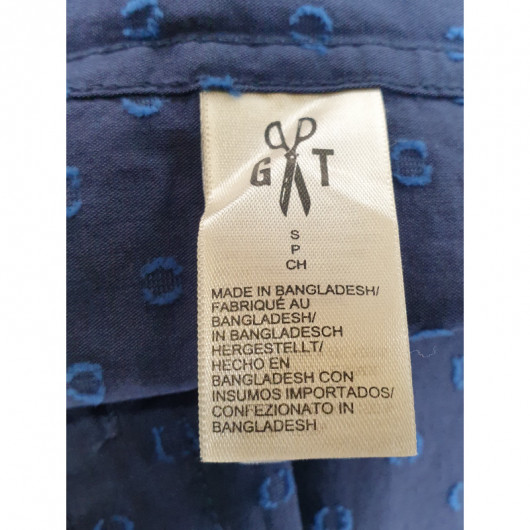 G T
S
P
CH
MADE IN BANGLADESH/
FABRIQUÉ AU
BANGLADESH/
IN BANGLADESCH
HERGESTELLT/
HECHO EN
BANGLADESH CON
INSUMOS IMPORTADOS/
CONFEZIONATO IN
BANGLADESH